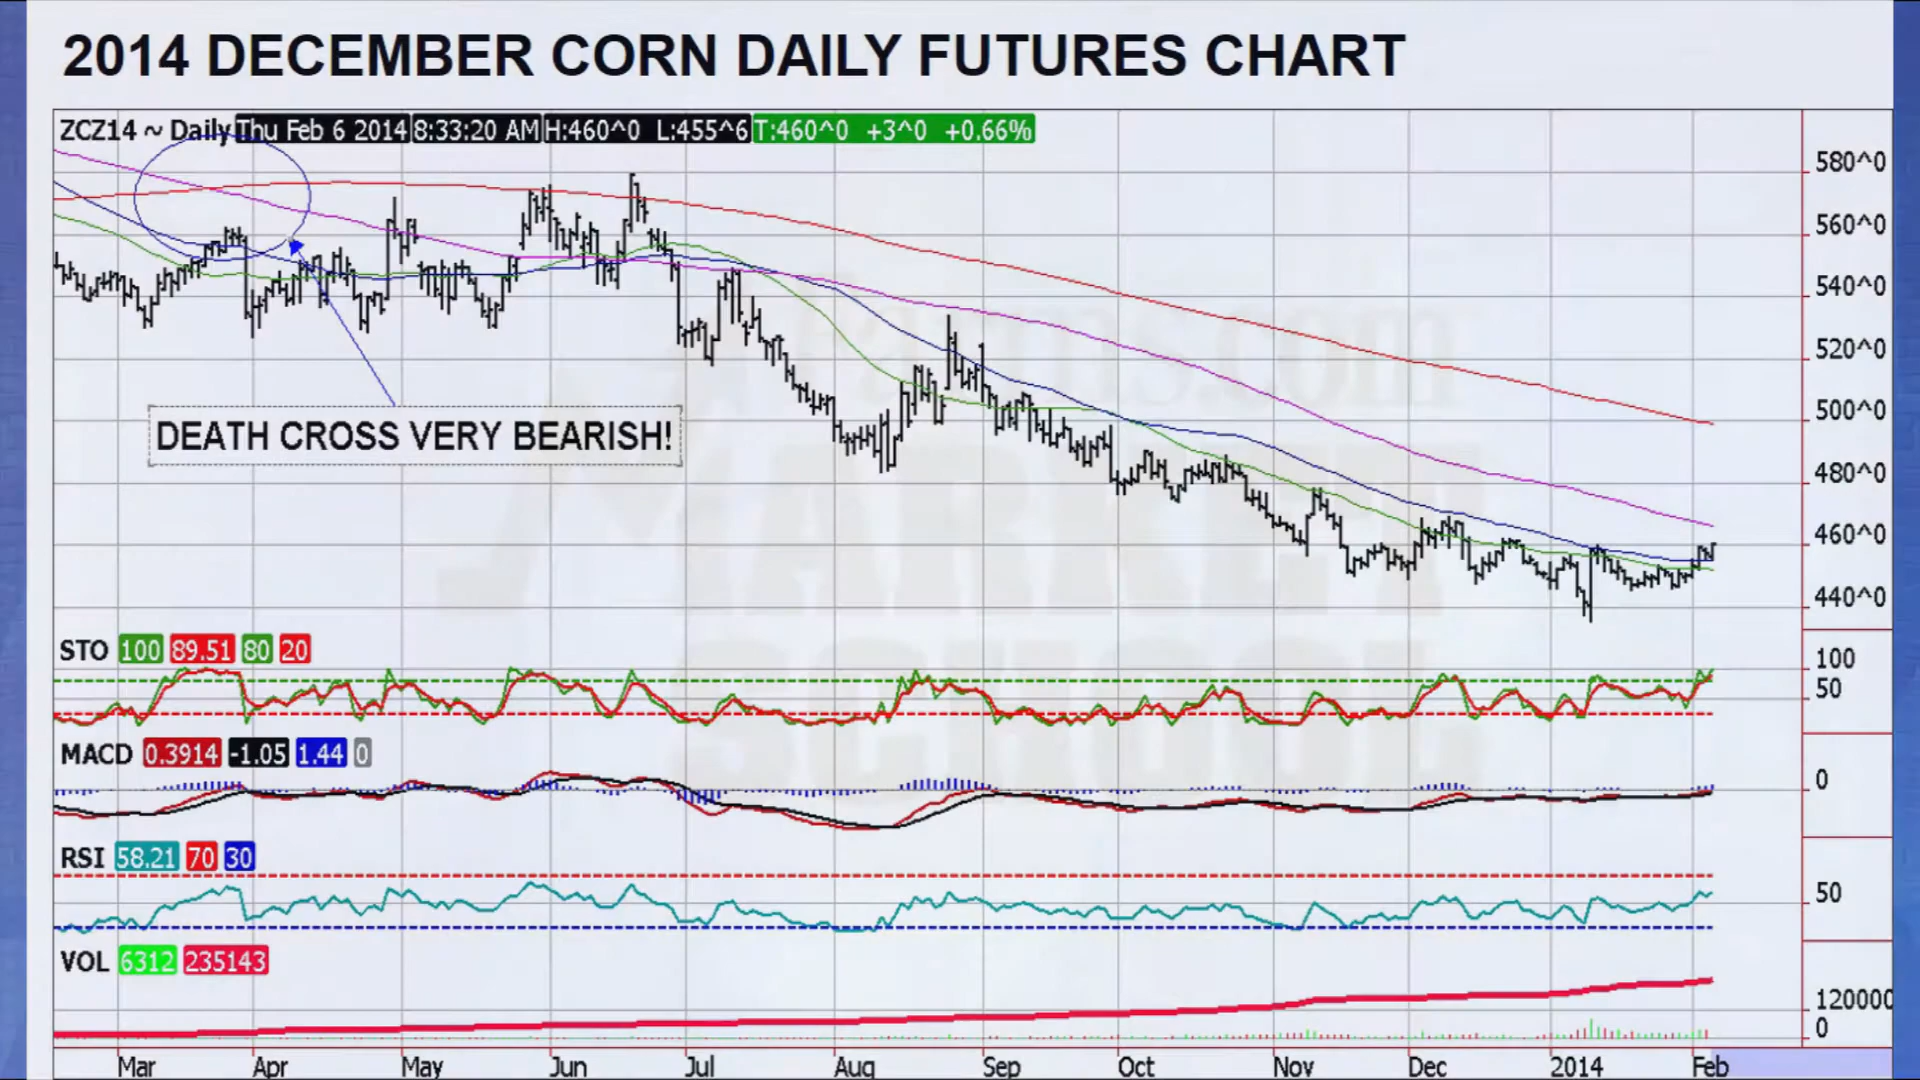 2014 DECEMBER CORN DAILY FUTURES CHART
ZCZ14 ~ Daily Thu Feb 6 2014 8:33:20 AM H:460^0 L:455^6 T:460^0 +3^0 +0.66%
580^0
560^0
540^0
520^0
500^0
480^0
460^0
440^0
Farms.com
MARKET
SCHOOL
DEATH CROSS VERY BEARISH!
STO 100 89.51 80 20
100
50
MACD 0.3914 -1.05 1.44 0
0
RSI 58.21 70 30
50
VOL 6312 235143
120000
0
Mar Apr May Jun Jul Aug Sep Oct Nov Dec 2014 Feb